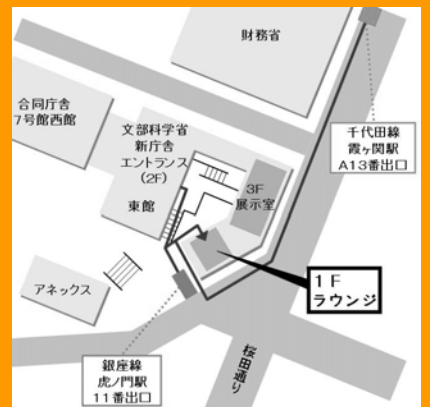 財務省
合同庁舎
7号館西館
文部科学省
新庁舎
エントランス
(2F)
東館
千代田線
霞ヶ関駅
A13番出口
3F
展示室
アネックス
1F
ラウンジ
銀座線
虎ノ門駅
11番出口
桜田通り